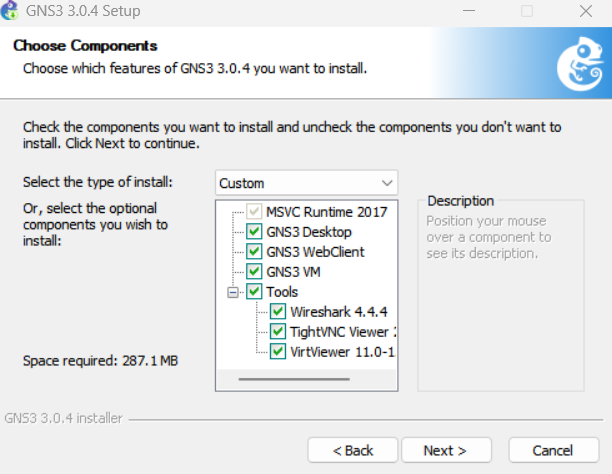 GNS3 3.0.4 Setup
Choose Components
Choose which features of GNS3 3.0.4 you want to install.
Check the components you want to install and uncheck the components you don't want to
install. Click Next to continue.
Select the type of install:
Custom
Or, select the optional
components you wish to
install:
MSVC Runtime 2017
GNS3 Desktop
GNS3 WebClient
GNS3 VM
Tools
Wireshark 4.4.4
TightVNC Viewer
VirtViewer 11.0-1
Description
Position your mouse
over a component to
see its description.
Space required: 287.1 MB
GNS3 3.0.4 installer
< Back
Next >
Cancel